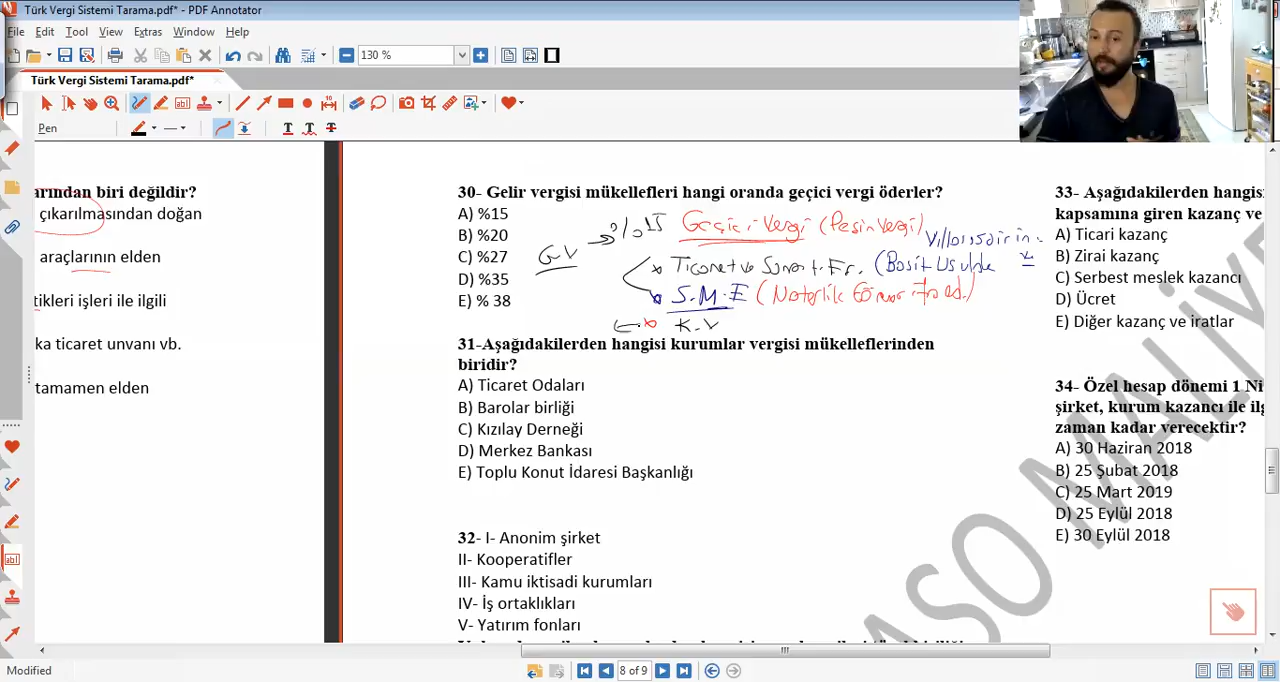 Türk Vergi Sistemi Tarama.pdf* - PDF Annotator
File Edit Tool View Extras Window Help
130 %
Türk Vergi Sistemi Tarama.pdf*
Pen
arından biri değildir?
çıkarılmasından doğan
araçlarının elden
tikleri işleri ile ilgili
ka ticaret unvanı vb.
tamamen elden
30- Gelir vergisi mükellefleri hangi oranda geçici vergi öderler?
A) %15
B) %20
C) %27
D) %35
E) % 38
G V
%15 Geçici Vergi (Peşin Vergi)
Ticaret ve Sanat Er. (Basit Usulde
S.M.E (Noterlik
K.V
31-Aşağıdakilerden hangisi kurumlar vergisi mükelleflerinden
biridir?
A) Ticaret Odaları
B) Barolar birliği
C) Kızılay Derneği
D) Merkez Bankası
E) Toplu Konut İdaresi Başkanlığı
32- I- Anonim şirket
II- Kooperatifler
III- Kamu iktisadi kurumları
IV- İş ortaklıkları
V- Yatırım fonları
33- Aşağıdakilerden hangis
kapsamına giren kazanç ve
A) Ticari kazanç
B) Zirai kazanç
C) Serbest meslek kazancı
D) Ücret
E) Diğer kazanç ve iratlar
34- Özel hesap dönemi 1 Ni
şirket, kurum kazancı ile ilg
zaman kadar verecektir?
A) 30 Haziran 2018
B) 25 Şubat 2018
C) 25 Mart 2019
D) 25 Eylül 2018
E) 30 Eylül 2018
ASO MALİYE
Modified
8 of 9